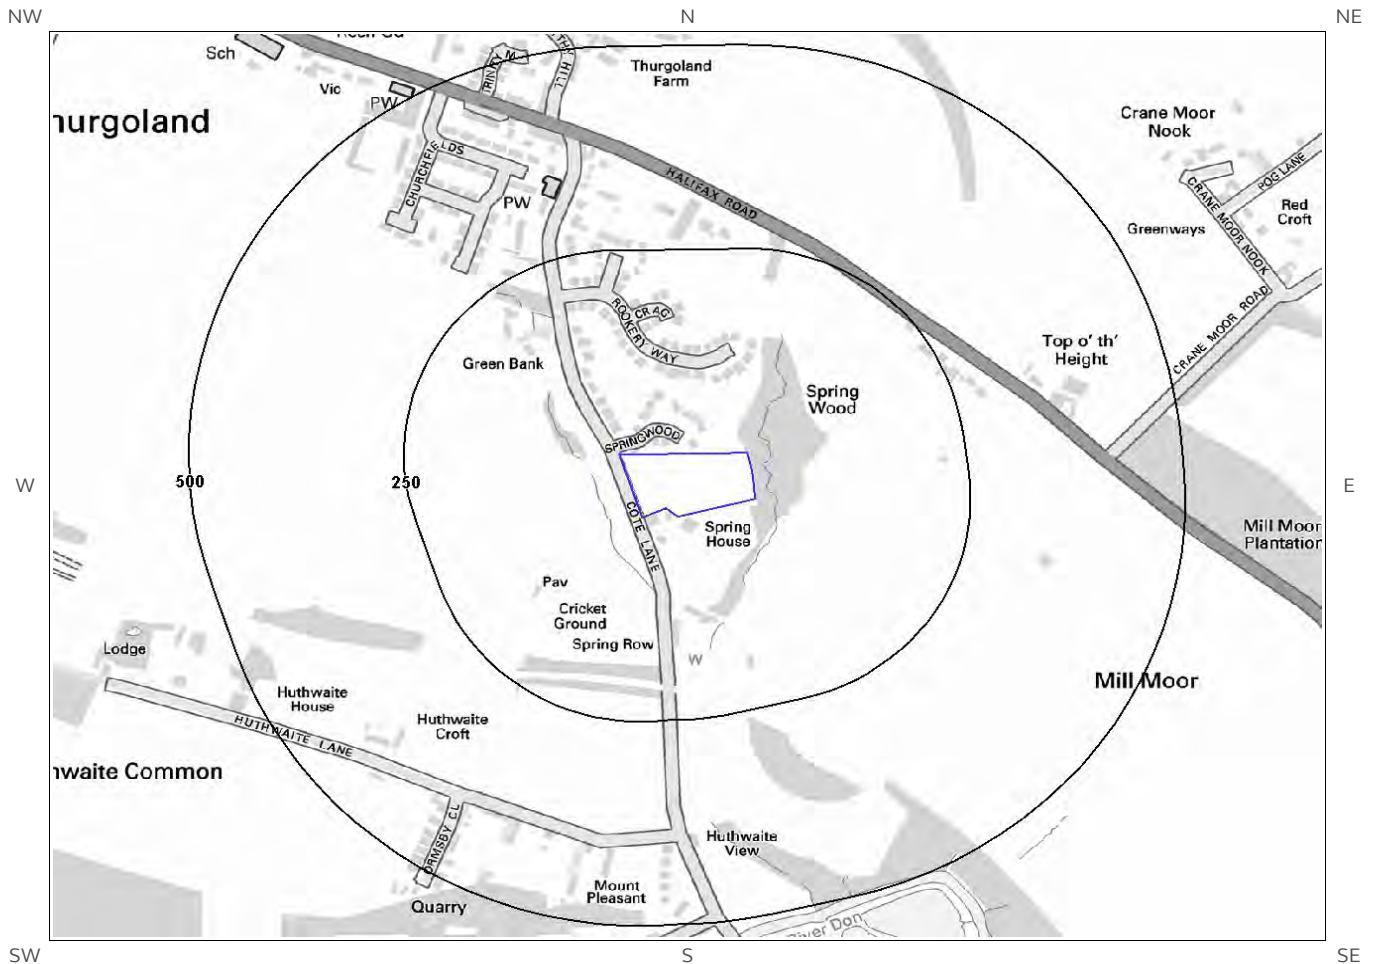 NW
N
NE
Sch
Vic
PW
Thurgoland
Farm
hurgoland
Crane Moor
Nook
CHURCHFIELDS
PW
HALIFAX ROAD
POG LANE
CRANE MOOR NOOK
Red
Croft
Greenways
ROOKERY WAY
CRAG
CRANE MOOR ROAD
Top o' th'
Height
Green Bank
Spring
Wood
SPRINGWOOD
500
250
W
E
COTE LANE
Spring
House
Mill Moor
Plantation
Pav
Cricket
Ground
Spring Row
W
Lodge
Mill Moor
Huthwaite
House
HUTHWAITE LANE
Huthwaite
Croft
hwaite Common
ORMSBY CL
Huthwaite
View
Mount
Pleasant
Quarry
River Don
SW
S
SE